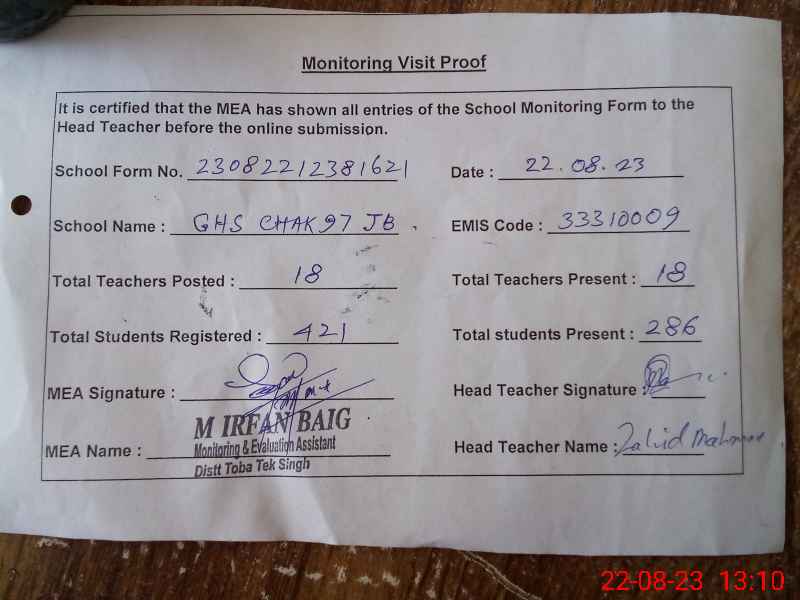 Monitoring Visit Proof
It is certified that the MEA has shown all entries of the School Monitoring Form to the
Head Teacher before the online submission.
School Form No. 23082212381621 Date : 22.08.23
School Name : GHS CHAK 97 JB . EMIS Code : 33310009
Total Teachers Posted : 18 Total Teachers Present : 18
Total Students Registered : 421 Total students Present : 286
MEA Signature : Head Teacher Signature :
M IRFAN BAIG
Monitoring & Evaluation Assistant
MEA Name : Head Teacher Name : Zahid
Distt Toba Tek Singh
22-08-23 13:10